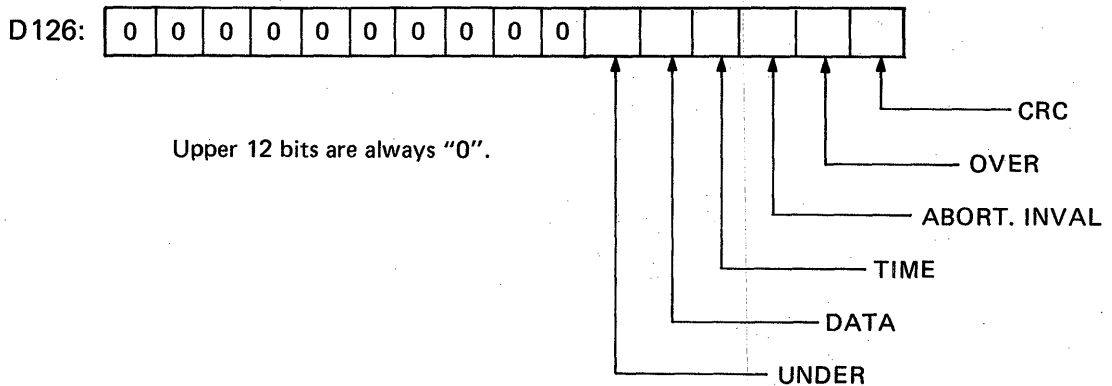 D126: 0 0 0 0 0 0 0 0 0 0
Upper 12 bits are always "0".
CRC
OVER
ABORT. INVAL
TIME
DATA
UNDER